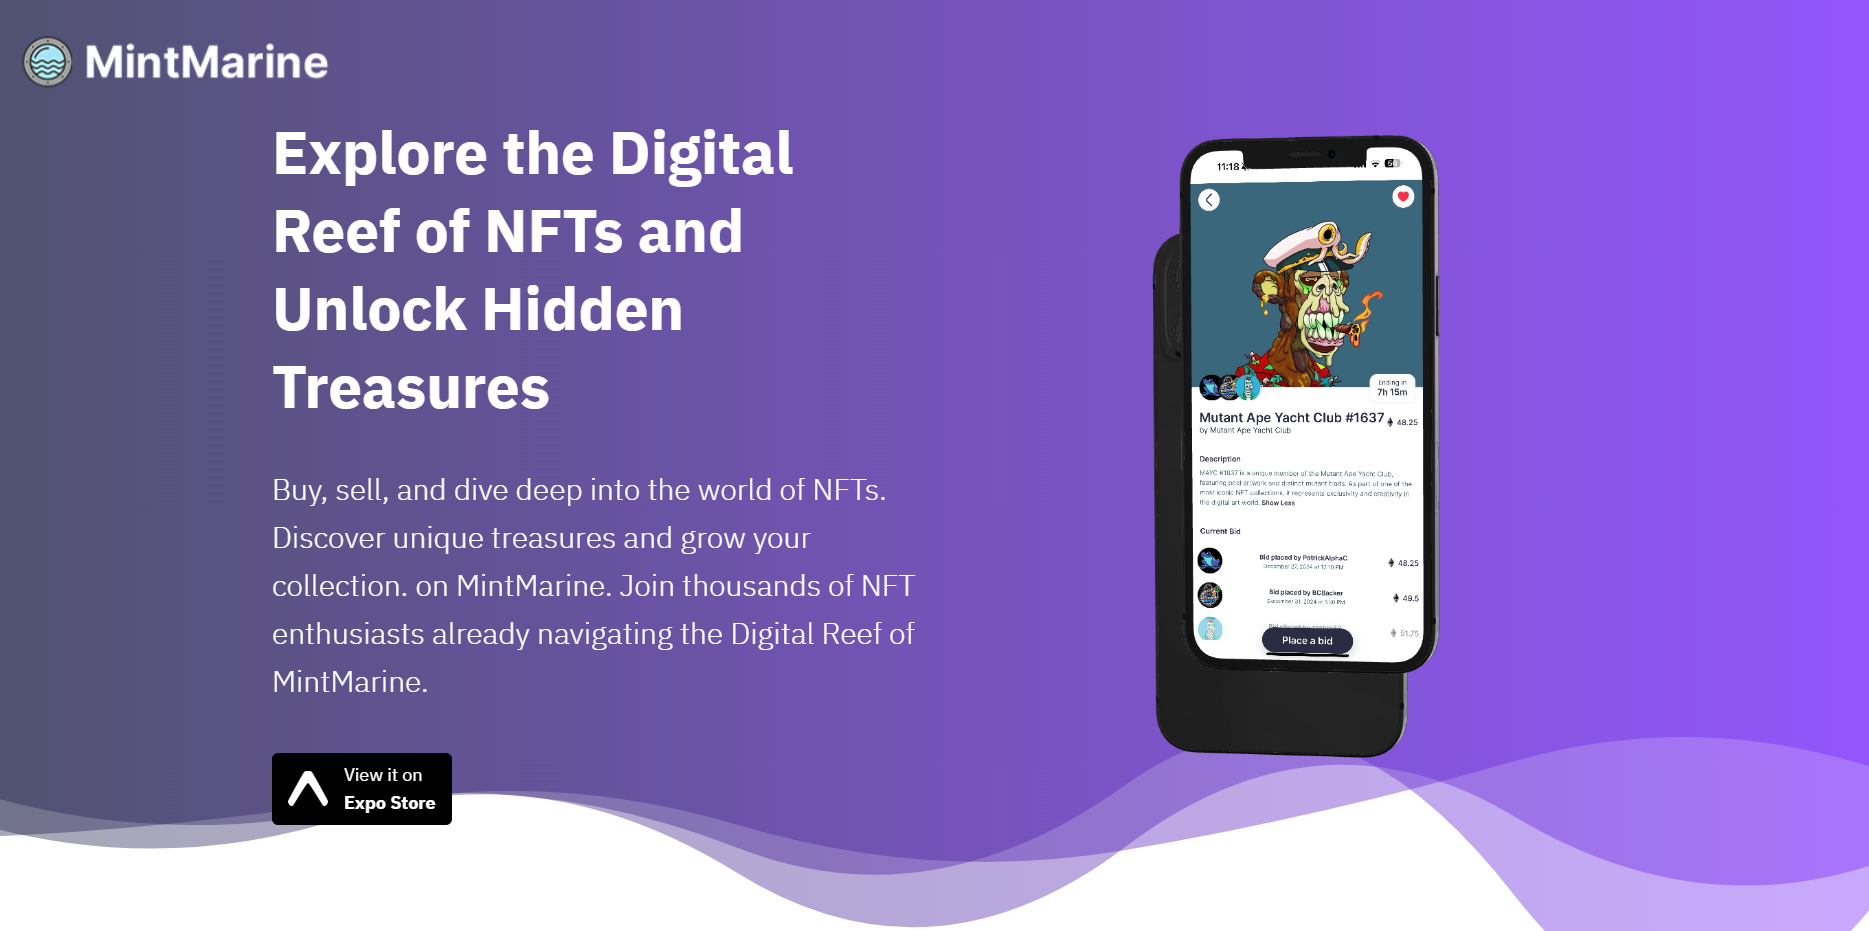 MintMarine
Explore the Digital
Reef of NFTs and
Unlock Hidden
Treasures
Buy, sell, and dive deep into the world of NFTs.
Discover unique treasures and grow your
collection. on MintMarine. Join thousands of NFT
enthusiasts already navigating the Digital Reef of
MintMarine.
View it on
Expo Store
11:18
Ending in
7h 15m
Mutant Ape Yacht Club #1637
48.25
by Mutant Ape Yacht Club
Description
MAYC #1637 is a unique member of the Mutant Ape Yacht Club,
featuring bold artwork and distinct mutant traits. As part of one of the
most iconic NFT collections, it represents exclusivity and creativity in
the digital art world. Show Less
Current Bid
Bid placed by PatrickAlphaC
48.25
December 27, 2024 at 12:10 PM
Bid placed by BCBacker
49.5
December 31, 2024 at 1:50 PM
Bid placed by
51.75
Place a bid